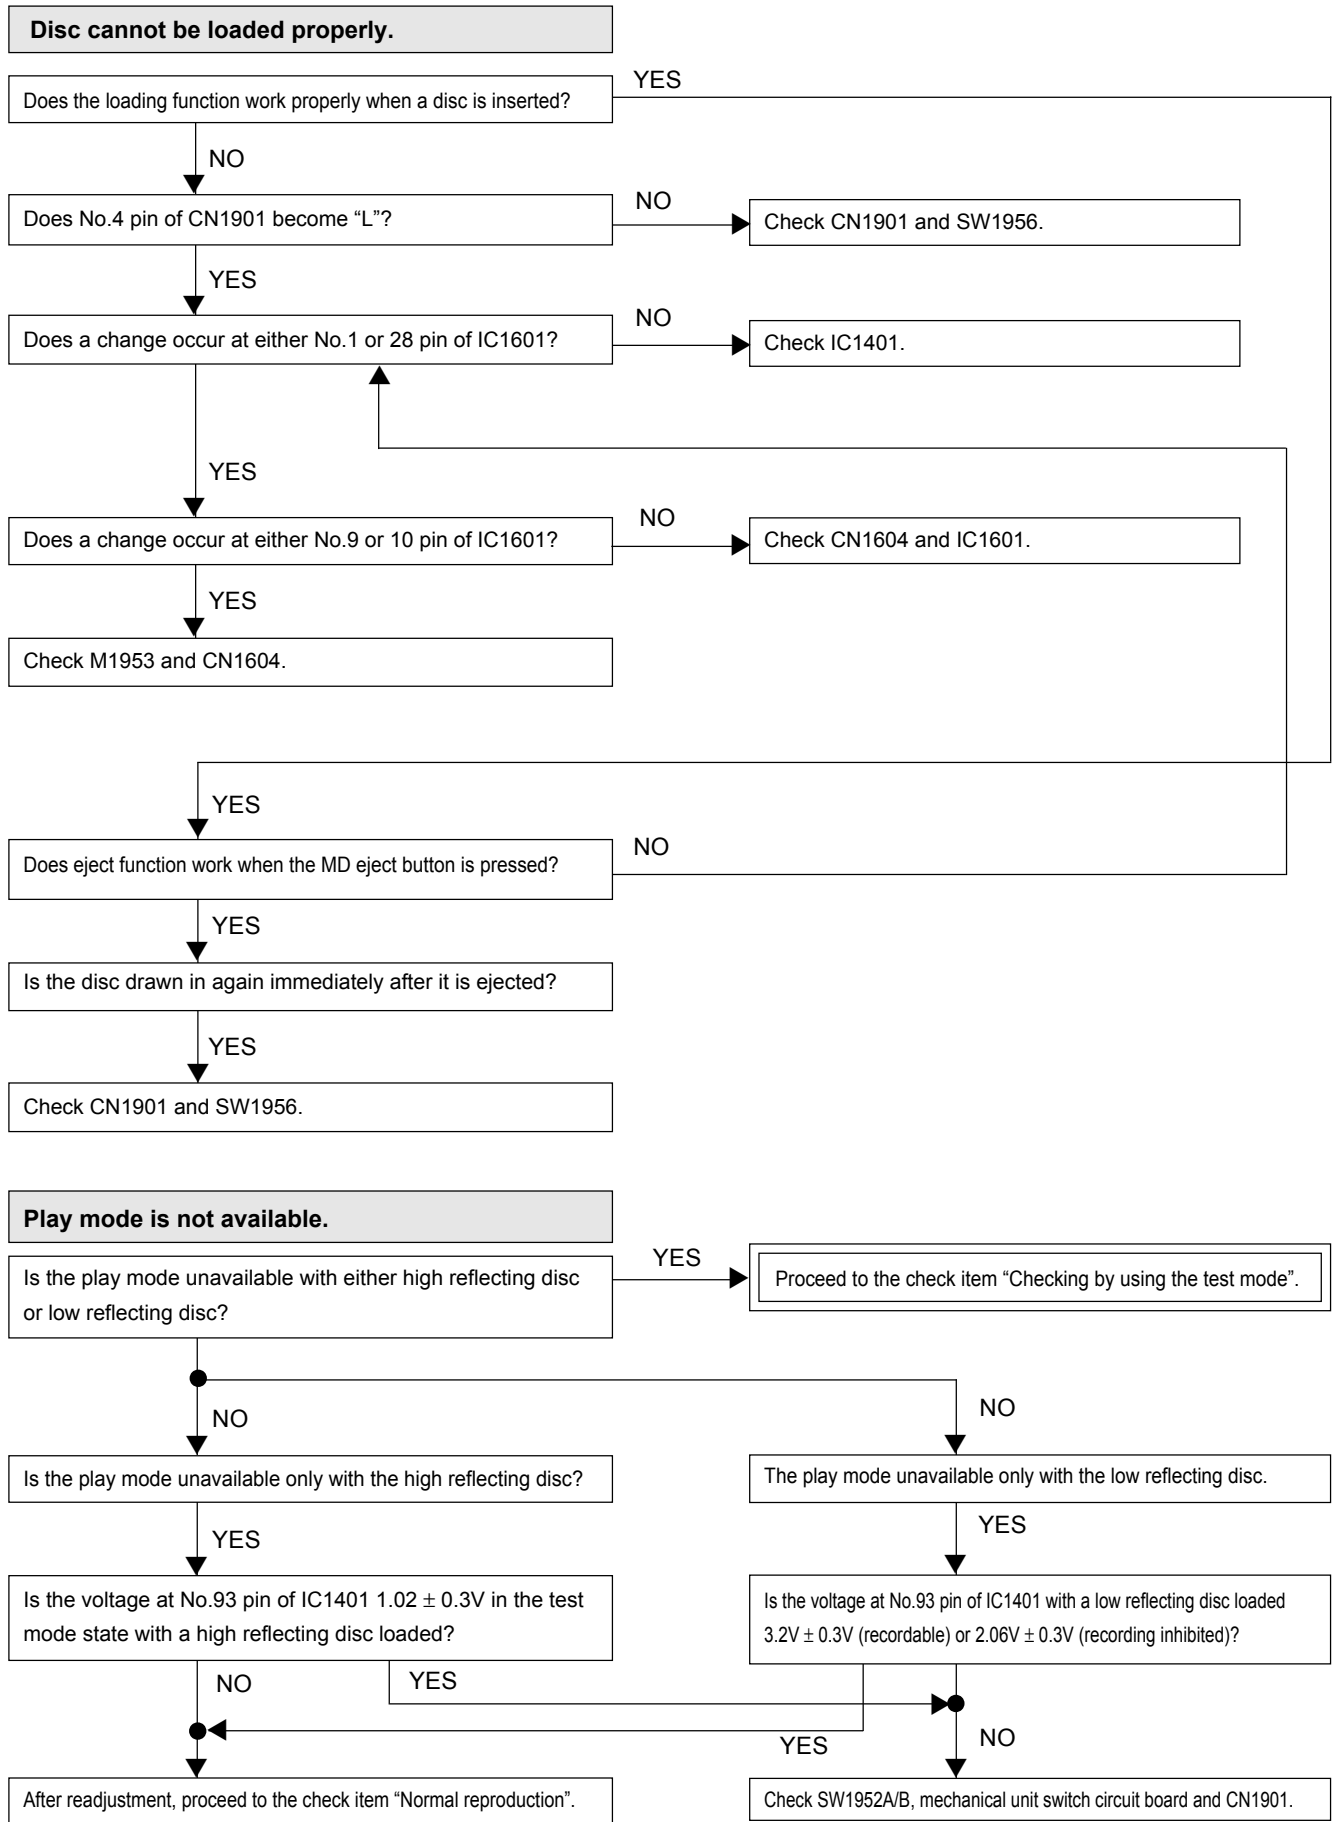 Disc cannot be loaded properly.
Does the loading function work properly when a disc is inserted?
YES
NO
Does No.4 pin of CN1901 become “L”?
NO
Check CN1901 and SW1956.
YES
Does a change occur at either No.1 or 28 pin of IC1601?
NO
Check IC1401.
YES
Does a change occur at either No.9 or 10 pin of IC1601?
NO
Check CN1604 and IC1601.
YES
Check M1953 and CN1604.
YES
Does eject function work when the MD eject button is pressed?
NO
YES
Is the disc drawn in again immediately after it is ejected?
YES
Check CN1901 and SW1956.
Play mode is not available.
Is the play mode unavailable with either high reflecting disc
or low reflecting disc?
YES
Proceed to the check item “Checking by using the test mode”.
NO
NO
Is the play mode unavailable only with the high reflecting disc?
The play mode unavailable only with the low reflecting disc.
YES
YES
Is the voltage at No.93 pin of IC1401 1.02 ± 0.3V in the test
mode state with a high reflecting disc loaded?
Is the voltage at No.93 pin of IC1401 with a low reflecting disc loaded
3.2V ± 0.3V (recordable) or 2.06V ± 0.3V (recording inhibited)?
NO
YES
YES
NO
After readjustment, proceed to the check item “Normal reproduction”.
Check SW1952A/B, mechanical unit switch circuit board and CN1901.